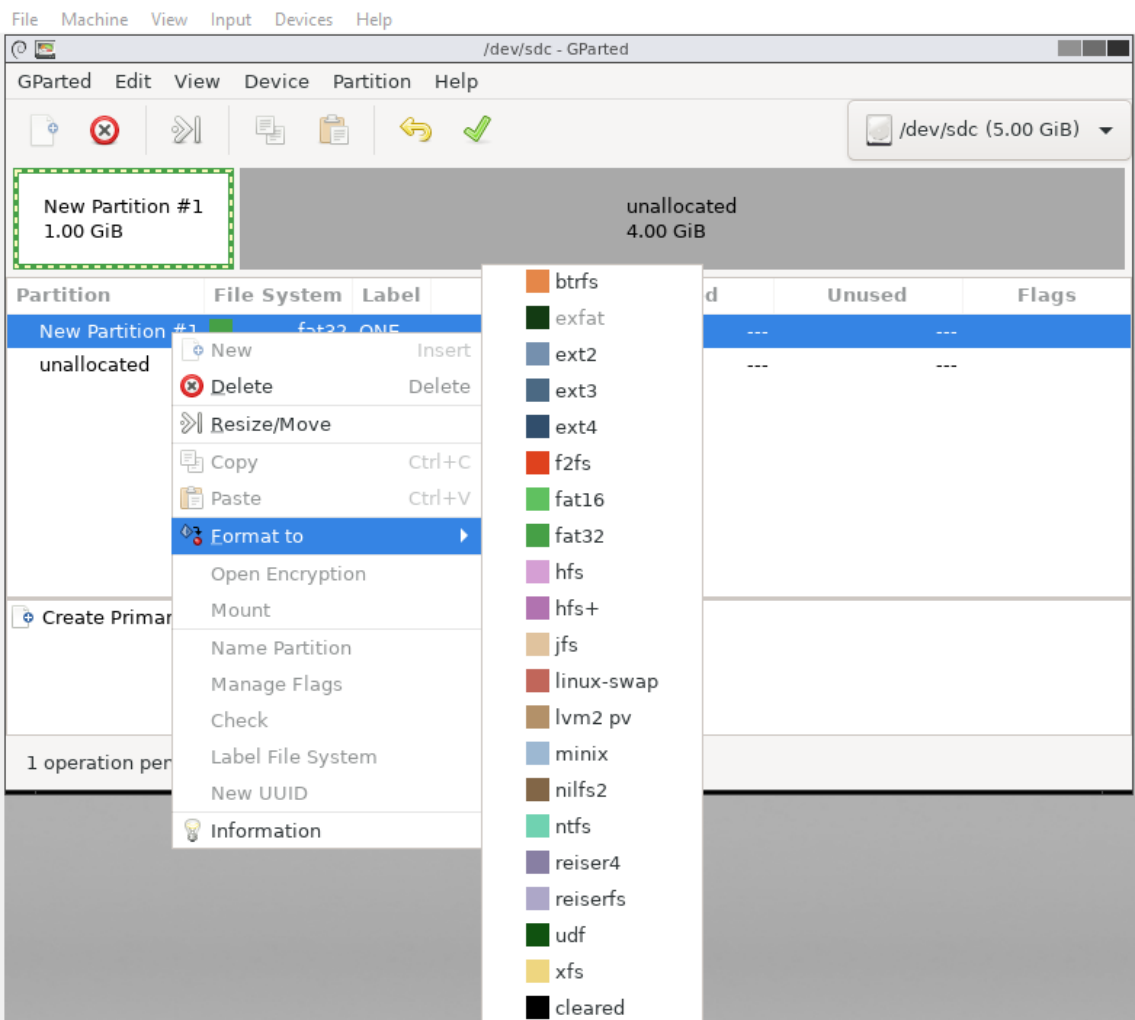 File Machine View Input Devices Help
/dev/sdc - GParted
GParted Edit View Device Partition Help
/dev/sdc (5.00 GiB)
New Partition #1
1.00 GiB
unallocated
4.00 GiB
Partition File System Label d Unused Flags
New Partition #1 fat32 ONE --- ---
unallocated --- ---
New Insert
Delete Delete
Resize/Move
Copy Ctrl+C
Paste Ctrl+V
Format to
Open Encryption
Mount
Name Partition
Manage Flags
Check
Label File System
New UUID
Information
btrfs
exfat
ext2
ext3
ext4
f2fs
fat16
fat32
hfs
hfs+
jfs
linux-swap
lvm2 pv
minix
nilfs2
ntfs
reiser4
reiserfs
udf
xfs
cleared
Create Primar
1 operation pen